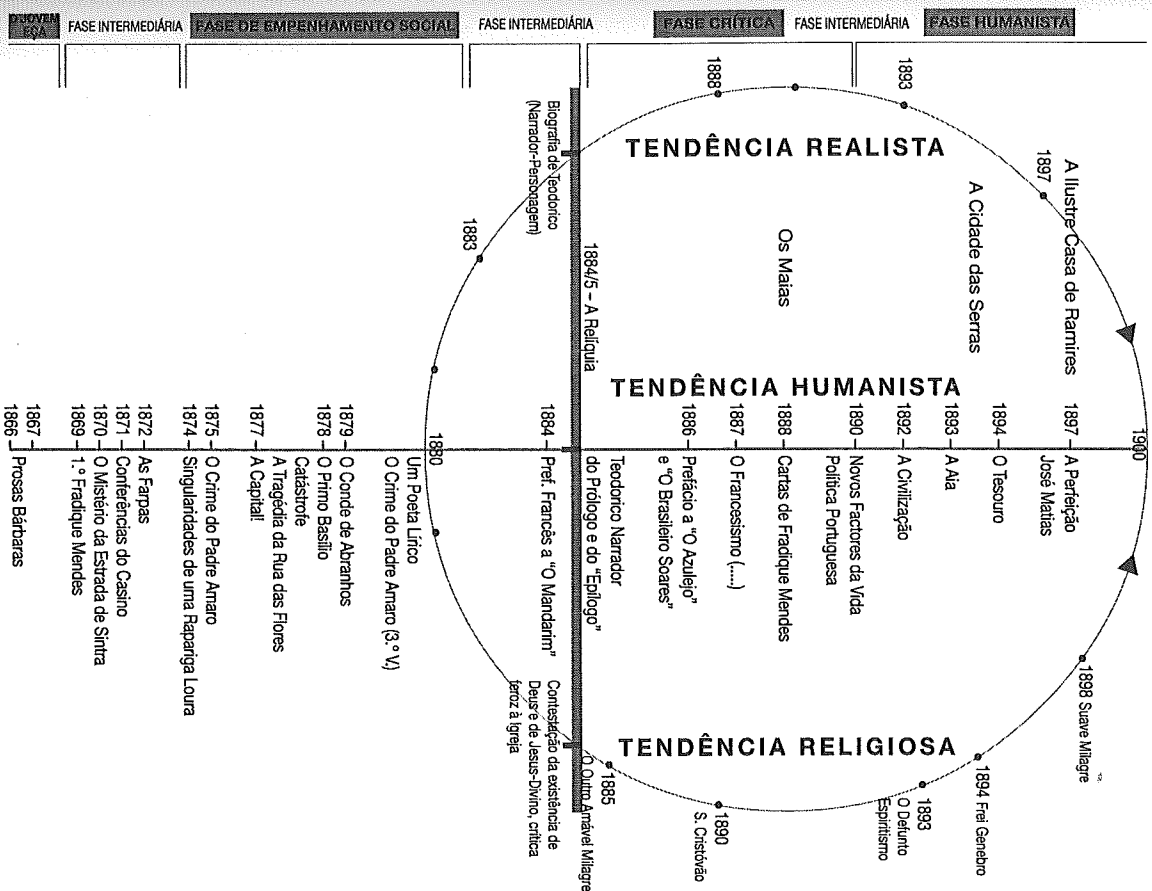 O JOVEM
EÇA
FASE INTERMEDIÁRIA
FASE DE EMPENHAMENTO SOCIAL
FASE INTERMEDIÁRIA
FASE CRÍTICA
FASE INTERMEDIÁRIA
FASE HUMANISTA
TENDÊNCIA REALISTA
1883
1888
1893
1897
Biografia de Teodorico
(Narrador-Personagem)
1884/5 – A Relíquia
Os Maias
A Cidade das Serras
A Ilustre Casa de Ramires
TENDÊNCIA HUMANISTA
1866
Prosas Bárbaras
1867
1869
1.º Fradique Mendes
1870
O Mistério da Estrada de Sintra
1871
Conferências do Casino
1872
As Farpas
1874
Singularidades de uma Rapariga Loura
1875
O Crime do Padre Amaro
1877
A Capital!
A Tragédia da Rua das Flores
Catástrofe
1878
O Primo Basílio
1879
O Conde de Abranhos
O Crime do Padre Amaro (3.º V.)
Um Poeta Lírico
1880
1884
Pref. Francês a "O Mandarim"
Teodorico Narrador
do Prólogo e do "Epílogo"
1886
Prefácio a "O Azulejo"
e "O Brasileiro Soares"
1887
O Francesismo (.....)
1888
Cartas de Fradique Mendes
1890
Novos Factores da Vida
Política Portuguesa
1892
A Civilização
1893
A Aia
1894
O Tesouro
1897
A Perfeição
José Matias
1900
TENDÊNCIA RELIGIOSA
Contestação da existência de
Deus e de Jesus-Divino, crítica
feroz à Igreja
O Outro Amável Milagre
1885
1890
S. Cristóvão
1893
O Defunto
Espiritismo
1894 Frei Genebro
1898 Suave Milagre